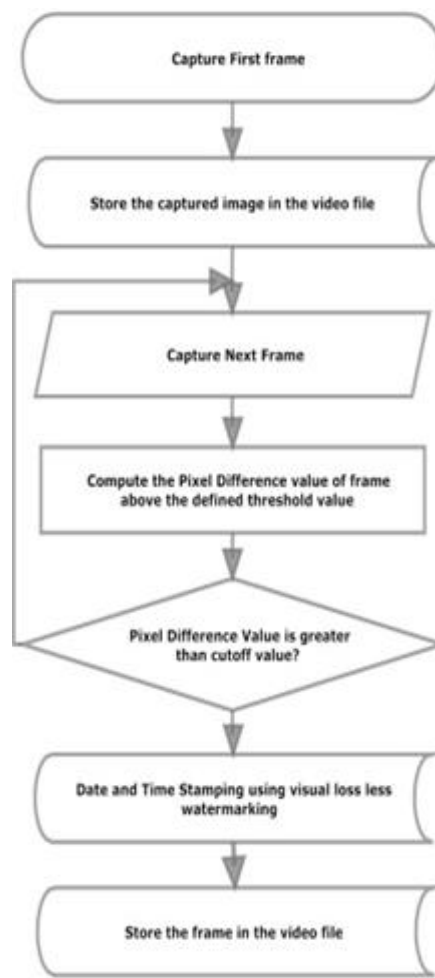 Capture First frame
Store the captured image in the video file
Capture Next Frame
Compute the Pixel Difference value of frame
above the defined threshold value
Pixel Difference Value is greater
than cutoff value?
Date and Time Stamping using visual loss less
watermarking
Store the frame in the video file